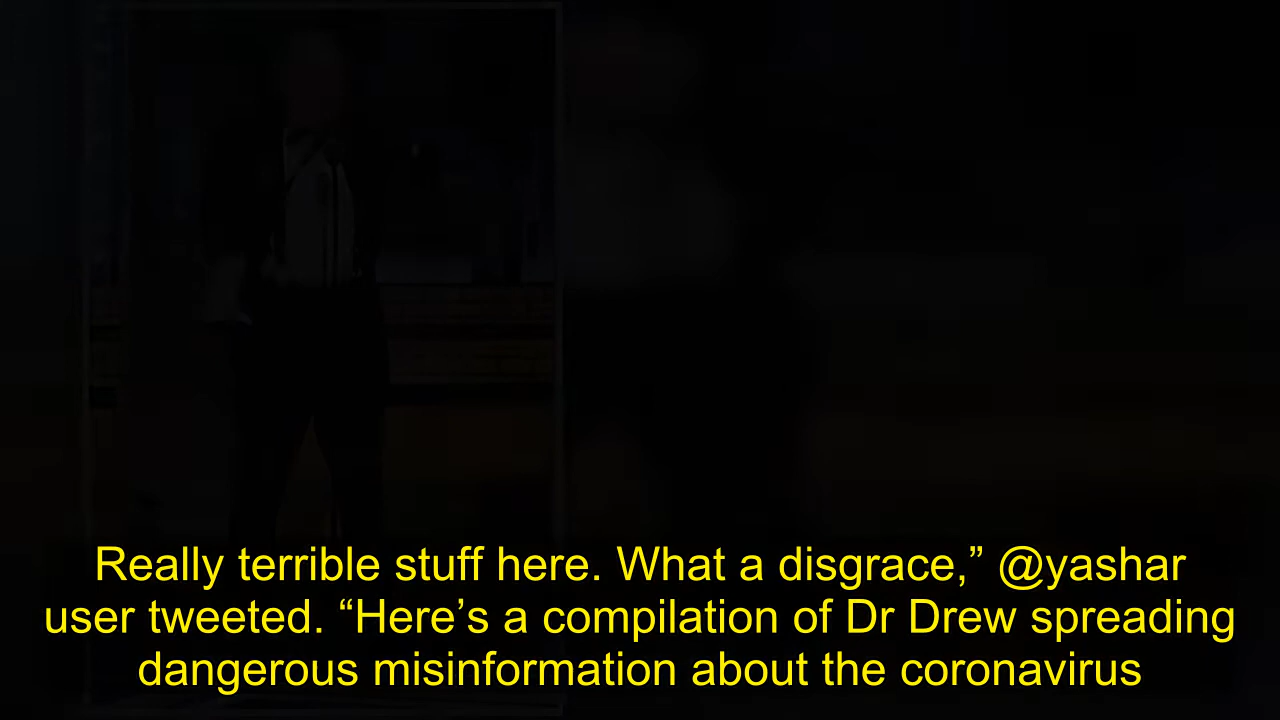 Really terrible stuff here. What a disgrace,” @yashar
user tweeted. “Here’s a compilation of Dr Drew spreading
dangerous misinformation about the coronavirus